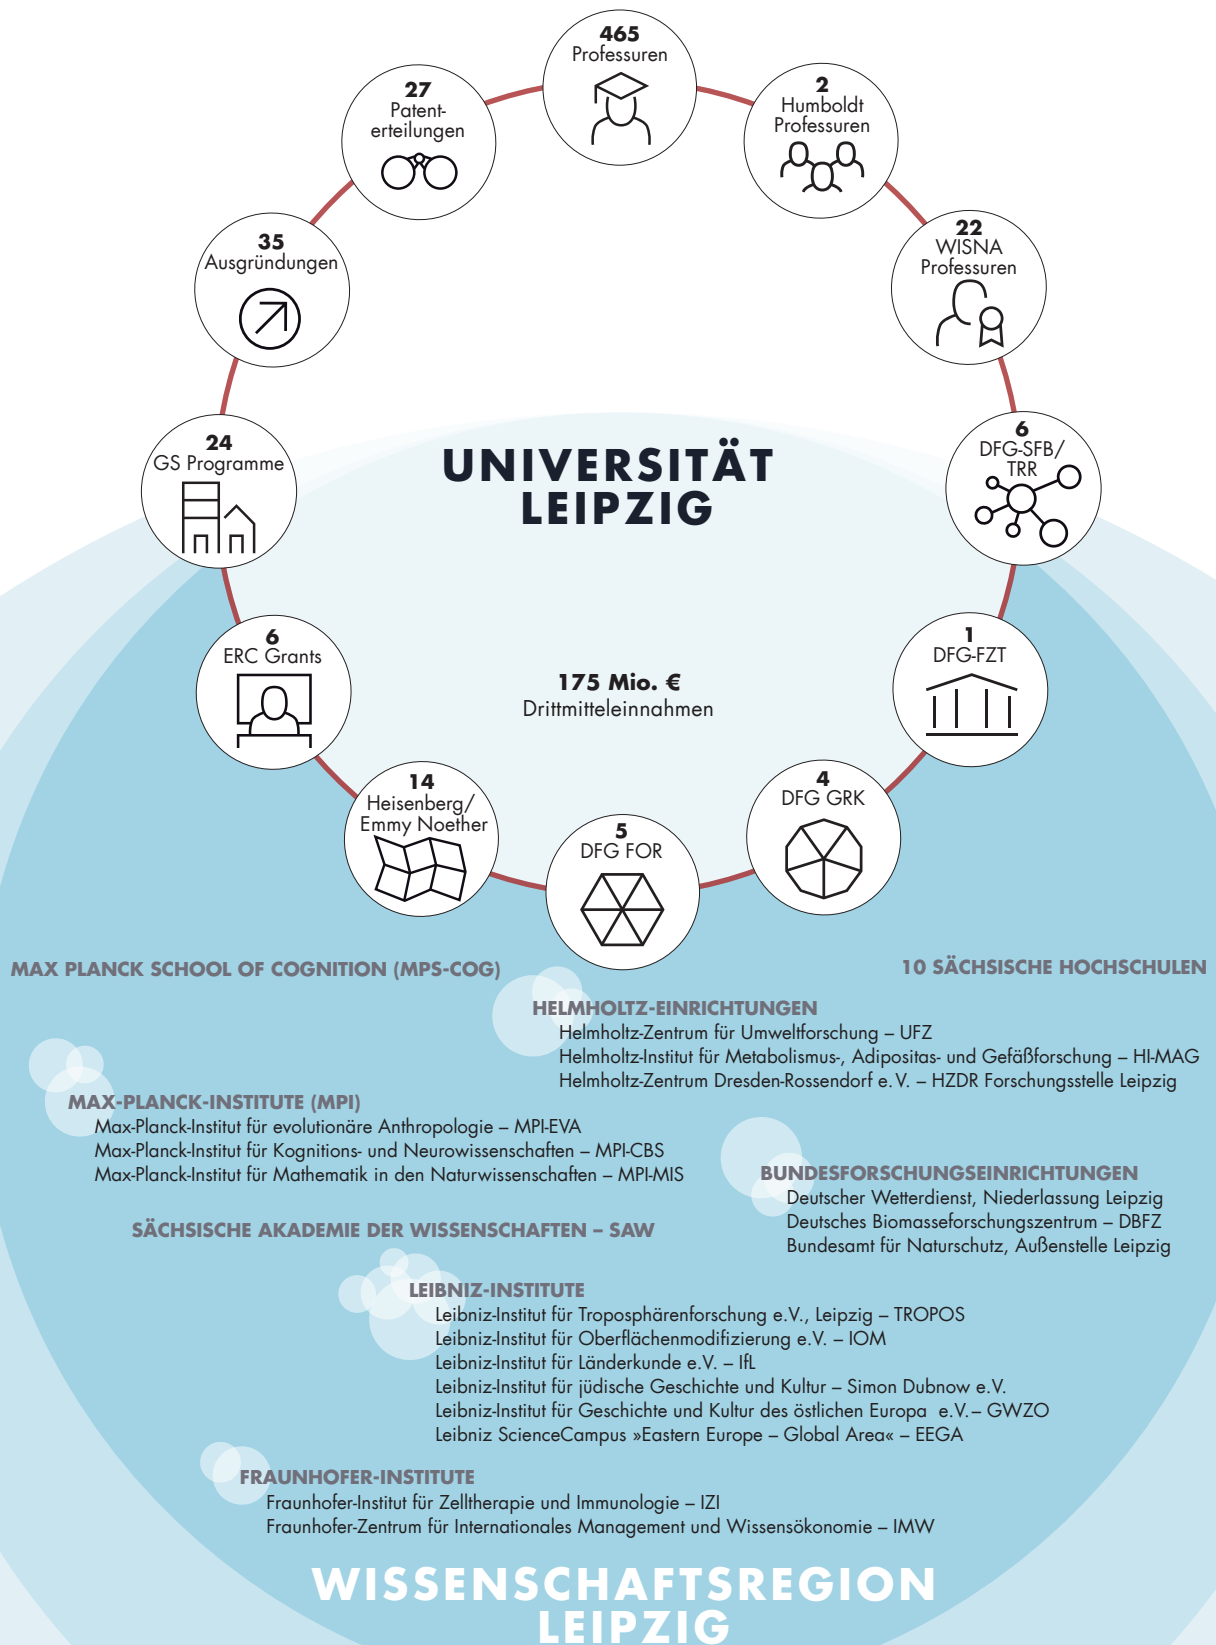 465
Professuren
2
Humboldt
Professuren
22
WISNA
Professuren
6
DFG-SFB/
TRR
1
DFG-FZT
4
DFG GRK
5
DFG FOR
14
Heisenberg/
Emmy Noether
6
ERC Grants
24
GS Programme
35
Ausgründungen
27
Patent-
erteilungen
UNIVERSITÄT
LEIPZIG
175 Mio. €
Drittmitteleinnahmen
MAX PLANCK SCHOOL OF COGNITION (MPS-COG)
10 SÄCHSISCHE HOCHSCHULEN
HELMHOLTZ-EINRICHTUNGEN
Helmholtz-Zentrum für Umweltforschung – UFZ
Helmholtz-Institut für Metabolismus-, Adipositas- und Gefäßforschung – HI-MAG
Helmholtz-Zentrum Dresden-Rossendorf e. V. – HZDR Forschungsstelle Leipzig
MAX-PLANCK-INSTITUTE (MPI)
Max-Planck-Institut für evolutionäre Anthropologie – MPI-EVA
Max-Planck-Institut für Kognitions- und Neurowissenschaften – MPI-CBS
Max-Planck-Institut für Mathematik in den Naturwissenschaften – MPI-MIS
BUNDESFORSCHUNGSEINRICHTUNGEN
Deutscher Wetterdienst, Niederlassung Leipzig
Deutsches Biomasseforschungszentrum – DBFZ
Bundesamt für Naturschutz, Außenstelle Leipzig
SÄCHSISCHE AKADEMIE DER WISSENSCHAFTEN – SAW
LEIBNIZ-INSTITUTE
Leibniz-Institut für Troposphärenforschung e.V., Leipzig – TROPOS
Leibniz-Institut für Oberflächenmodifizierung e.V. – IOM
Leibniz-Institut für Länderkunde e.V. – IfL
Leibniz-Institut für jüdische Geschichte und Kultur – Simon Dubnow e.V.
Leibniz-Institut für Geschichte und Kultur des östlichen Europa e.V. – GWZO
Leibniz ScienceCampus »Eastern Europe – Global Area« – EEGA
FRAUNHOFER-INSTITUTE
Fraunhofer-Institut für Zelltherapie und Immunologie – IZI
Fraunhofer-Zentrum für Internationales Management und Wissensökonomie – IMW
WISSENSCHAFTSREGION
LEIPZIG